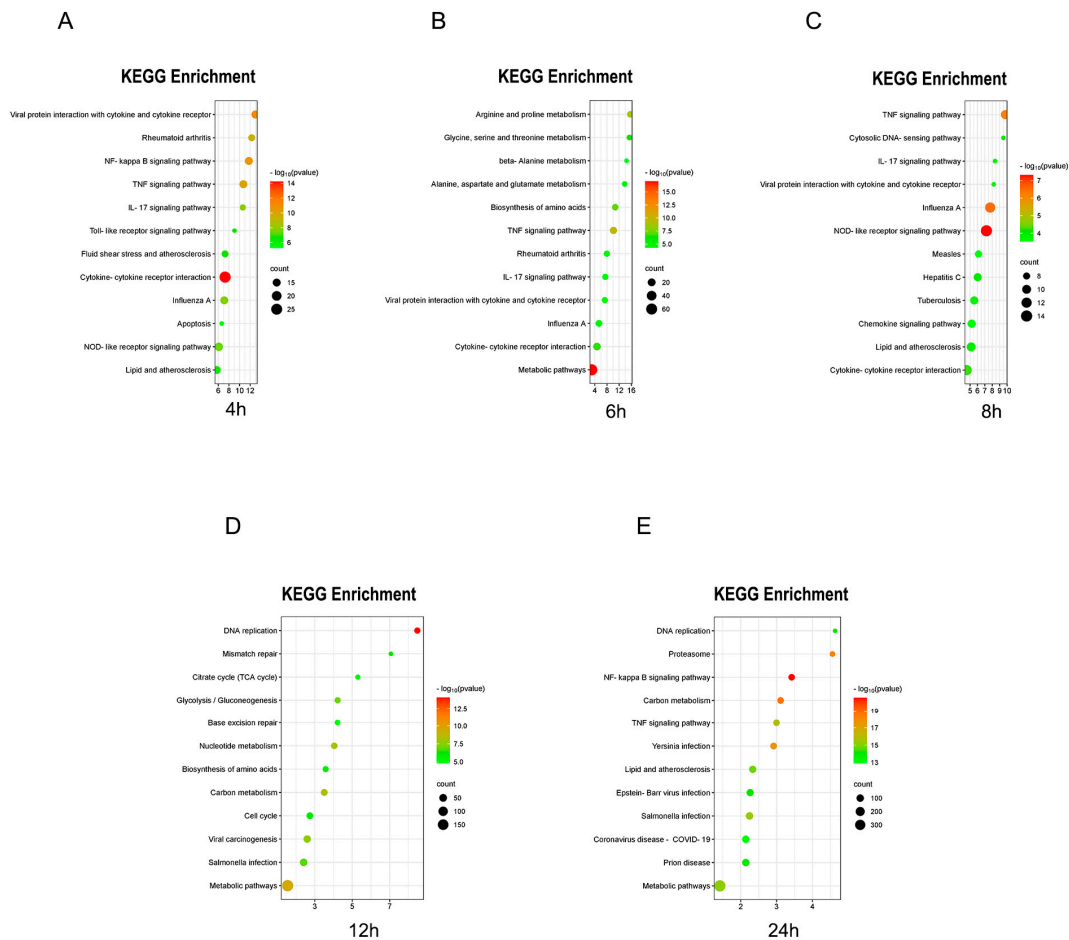 A
KEGG Enrichment
Viral protein interaction with cytokine and cytokine receptor
Rheumatoid arthritis
NF- kappa B signaling pathway
TNF signaling pathway
IL- 17 signaling pathway
Toll- like receptor signaling pathway
Fluid shear stress and atherosclerosis
Cytokine- cytokine receptor interaction
Influenza A
Apoptosis
NOD- like receptor signaling pathway
Lipid and atherosclerosis
6 8 10 12
4h
- log10(pvalue)
14
12
10
8
6
count
15
20
25
B
KEGG Enrichment
Arginine and proline metabolism
Glycine, serine and threonine metabolism
beta- Alanine metabolism
Alanine, aspartate and glutamate metabolism
Biosynthesis of amino acids
TNF signaling pathway
Rheumatoid arthritis
IL- 17 signaling pathway
Viral protein interaction with cytokine and cytokine receptor
Influenza A
Cytokine- cytokine receptor interaction
Metabolic pathways
4 8 12 16
6h
- log10(pvalue)
15.0
12.5
10.0
7.5
5.0
count
20
40
60
C
KEGG Enrichment
TNF signaling pathway
Cytosolic DNA- sensing pathway
IL- 17 signaling pathway
Viral protein interaction with cytokine and cytokine receptor
Influenza A
NOD- like receptor signaling pathway
Measles
Hepatitis C
Tuberculosis
Chemokine signaling pathway
Lipid and atherosclerosis
Cytokine- cytokine receptor interaction
5 6 7 8 9 10
8h
- log10(pvalue)
7
6
5
4
count
8
10
12
14
D
KEGG Enrichment
DNA replication
Mismatch repair
Citrate cycle (TCA cycle)
Glycolysis / Gluconeogenesis
Base excision repair
Nucleotide metabolism
Biosynthesis of amino acids
Carbon metabolism
Cell cycle
Viral carcinogenesis
Salmonella infection
Metabolic pathways
3 5 7
12h
- log10(pvalue)
12.5
10.0
7.5
5.0
count
50
100
150
E
KEGG Enrichment
DNA replication
Proteasome
NF- kappa B signaling pathway
Carbon metabolism
TNF signaling pathway
Yersinia infection
Lipid and atherosclerosis
Epstein- Barr virus infection
Salmonella infection
Coronavirus disease - COVID- 19
Prion disease
Metabolic pathways
2 3 4
24h
- log10(pvalue)
19
17
15
13
count
100
200
300